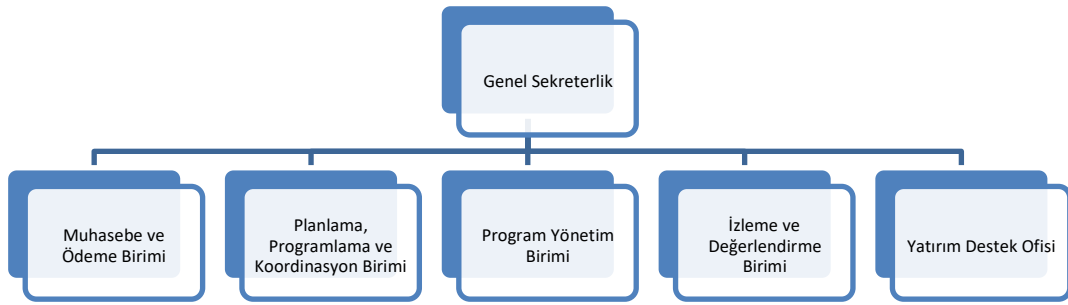 Genel Sekreterlik
Muhasebe ve
Ödeme Birimi
Planlama,
Programlama ve
Koordinasyon Birimi
Program Yönetim
Birimi
İzleme ve
Değerlendirme
Birimi
Yatırım Destek Ofisi